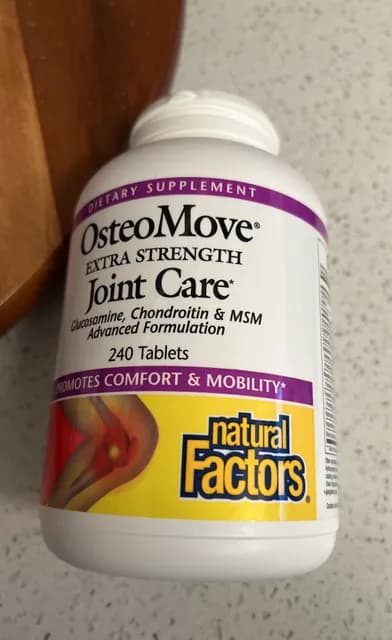 DIETARY SUPPLEMENT
OsteoMove®
EXTRA STRENGTH
Joint Care*
Glucosamine, Chondroitin & MSM
Advanced Formulation
240 Tablets
PROMOTES COMFORT & MOBILITY*
natural
Factors®